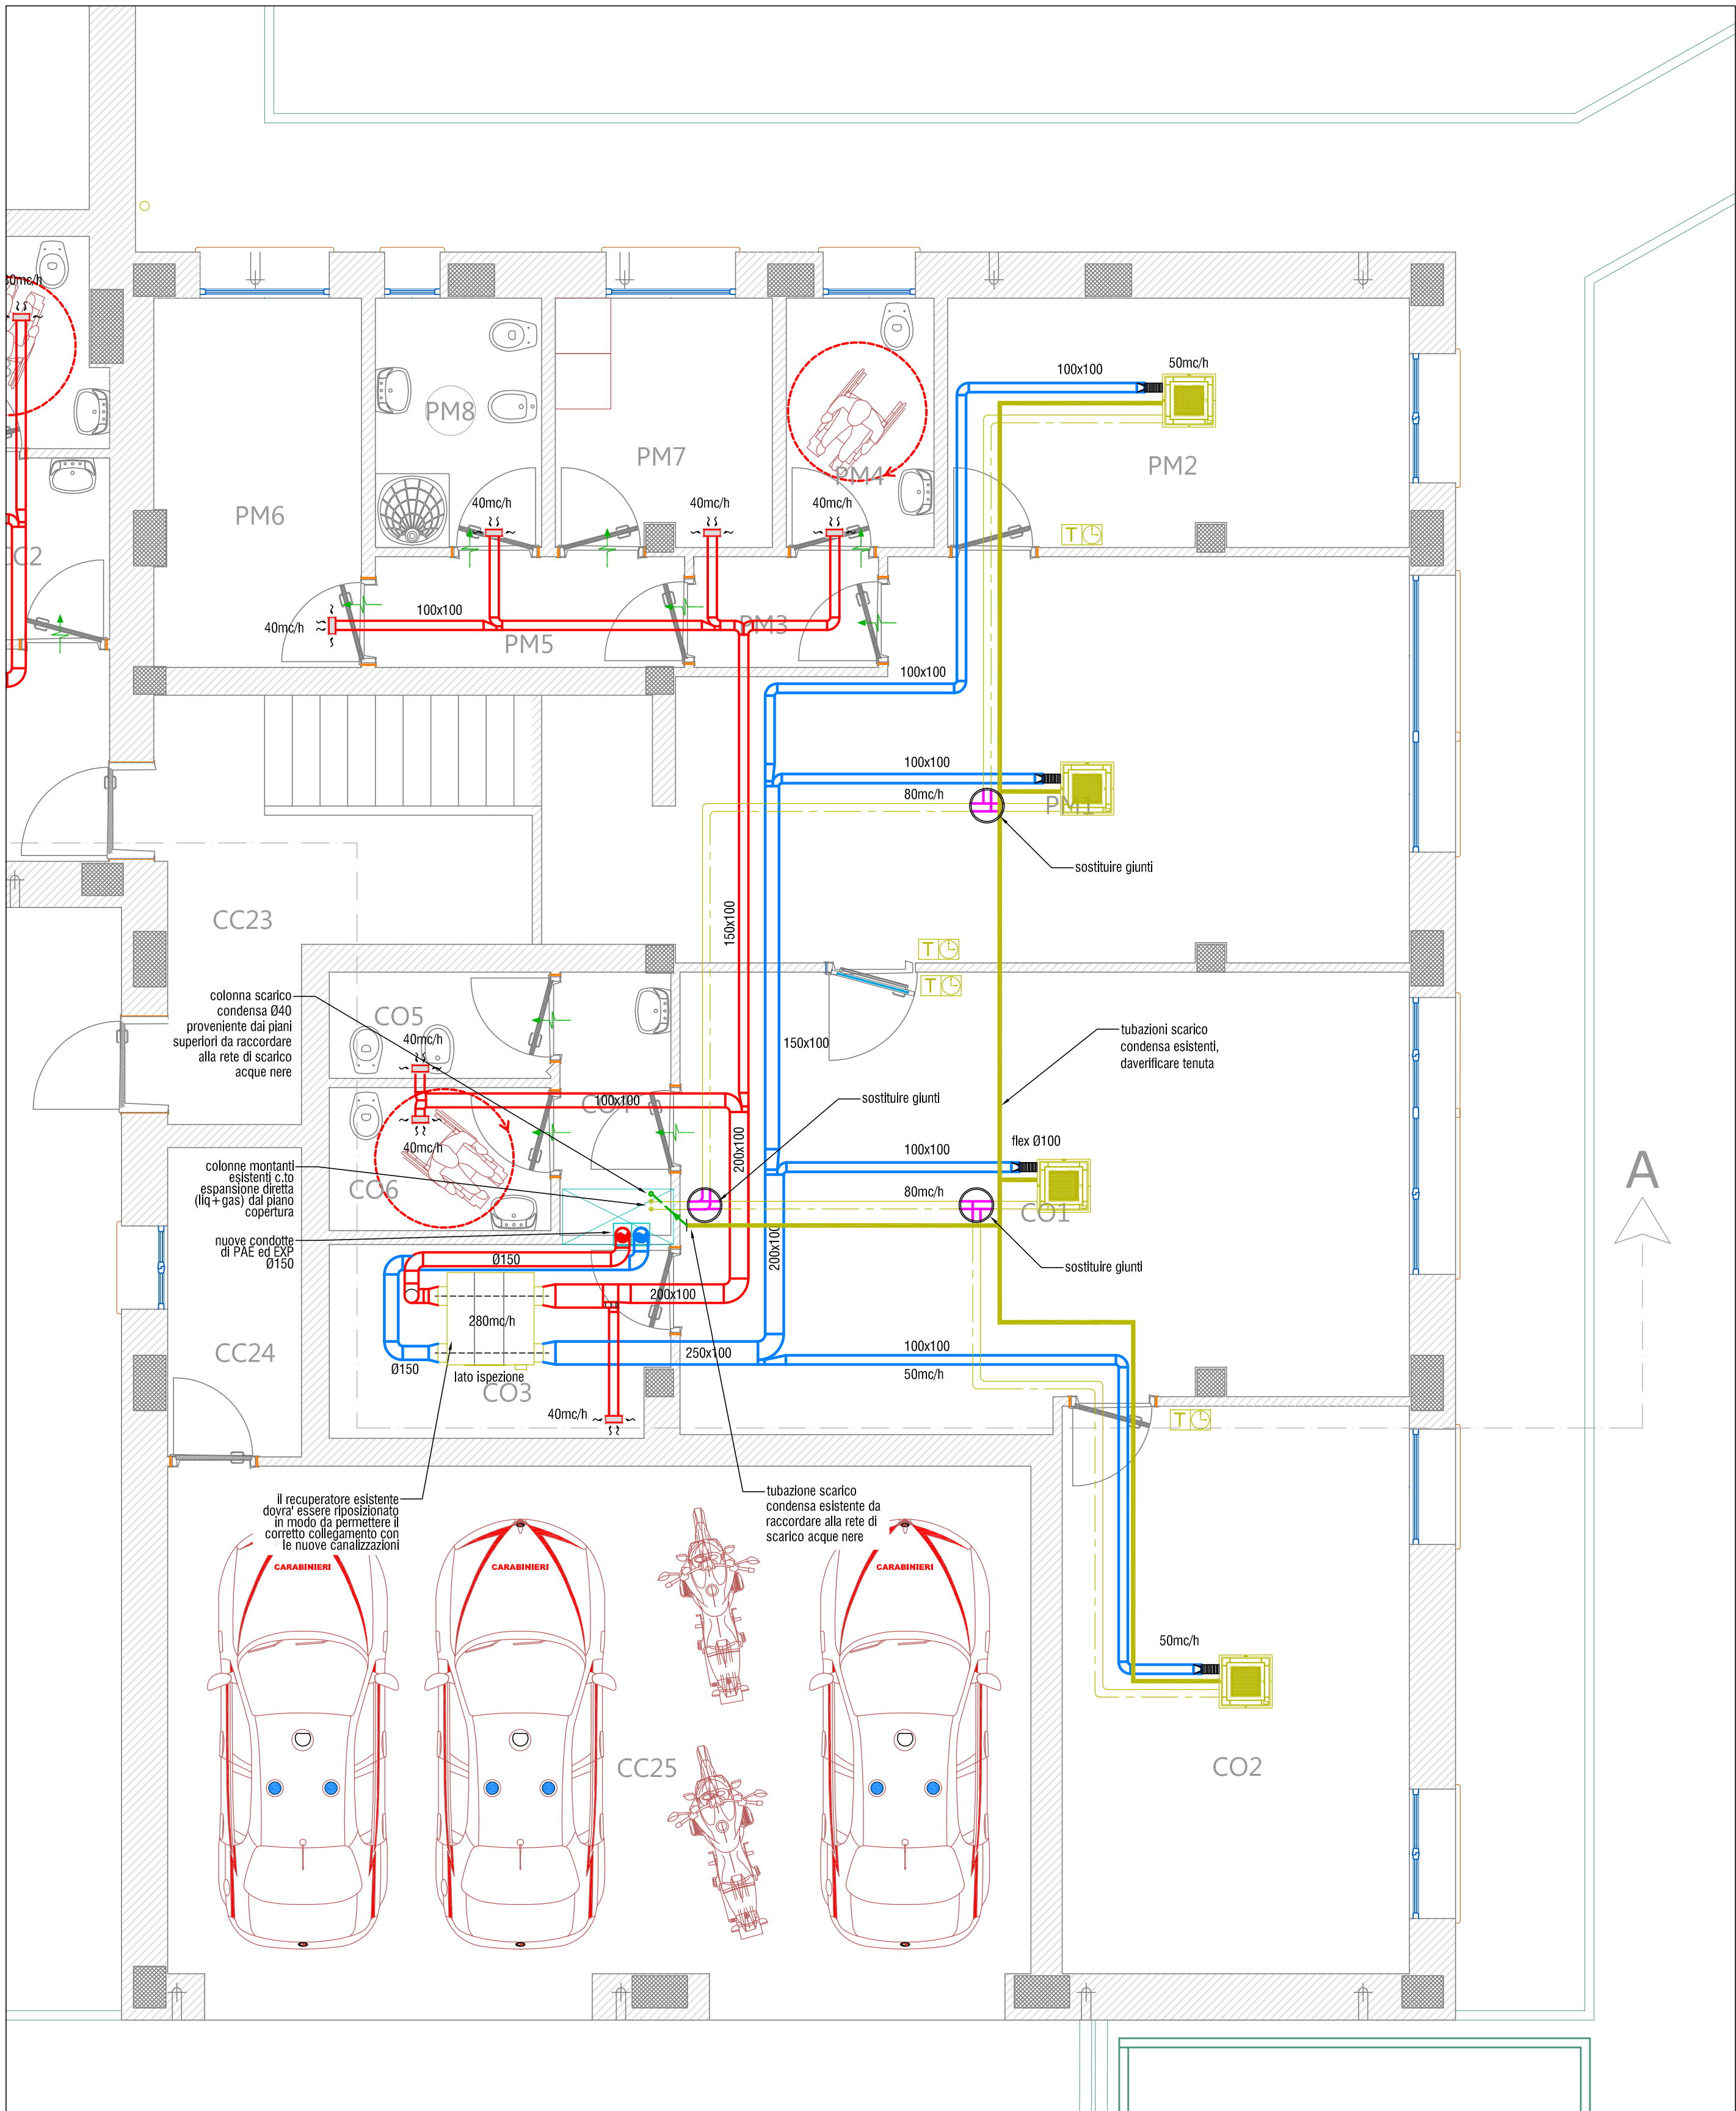 50mc/h
100x100
PM8
PM7
PM4
PM2
PM6
40mc/h
40mc/h
40mc/h
100x100
40mc/h
PM5
PM3
T
100x100
100x100
80mc/h
PM1
sostituire giunti
150x100
CC23
T
T
colonna scarico
condensa Ø40
proveniente dai piani
superiori da raccordare
alla rete di scarico
acque nere
CO5
40mc/h
150x100
tubazioni scarico
condensa esistenti,
daverificare tenuta
100x100
sostituire giunti
200x100
40mc/h
flex Ø100
100x100
80mc/h
CO1
A
colonne montanti
esistenti c.to
espansione diretta
(liq+gas) dal piano
copertura
CO6
nuove condotte
di PAE ed EXP
Ø150
Ø150
200x100
sostituire giunti
200x100
280mc/h
250x100
100x100
50mc/h
CC24
Ø150
lato ispezione
CO3
40mc/h
T
il recuperatore esistente
dovra' essere riposizionato
in modo da permettere il
corretto collegamento con
le nuove canalizzazioni
tubazione scarico
condensa esistente da
raccordare alla rete di
scarico acque nere
CARABINIERI
CARABINIERI
CARABINIERI
50mc/h
CC25
CO2